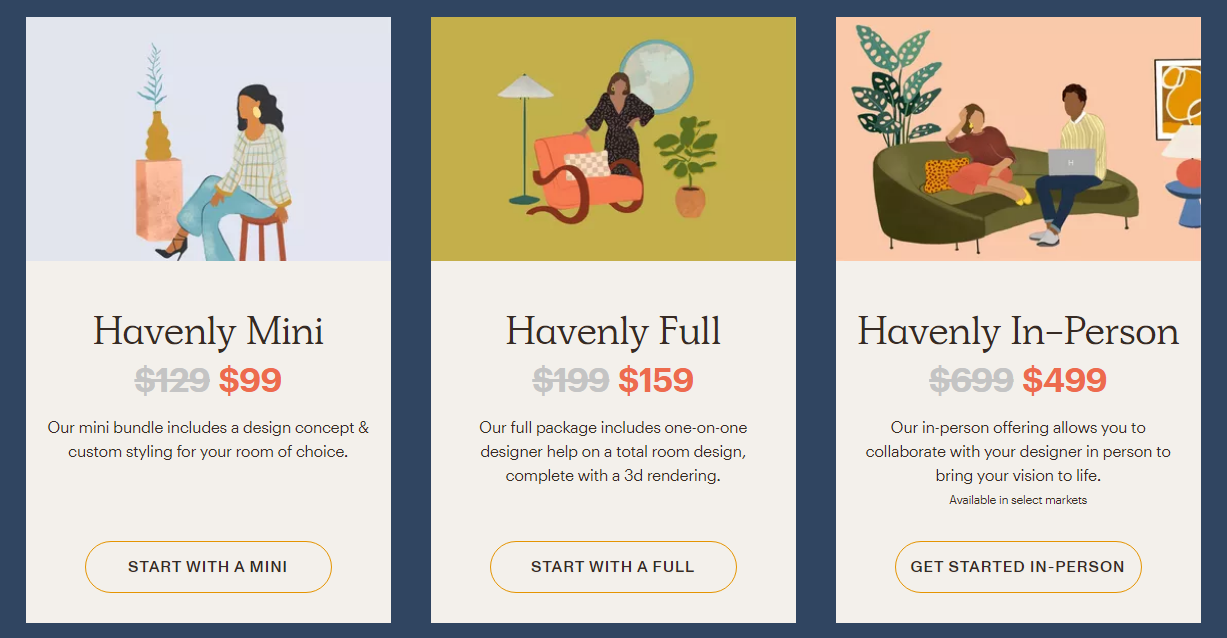 Havenly Mini
$129 $99
Our mini bundle includes a design concept &
custom styling for your room of choice.
START WITH A MINI
Havenly Full
$199 $159
Our full package includes one-on-one
designer help on a total room design,
complete with a 3d rendering.
START WITH A FULL
H
Havenly In-Person
$699 $499
Our in-person offering allows you to
collaborate with your designer in person to
bring your vision to life.
Available in select markets
GET STARTED IN-PERSON